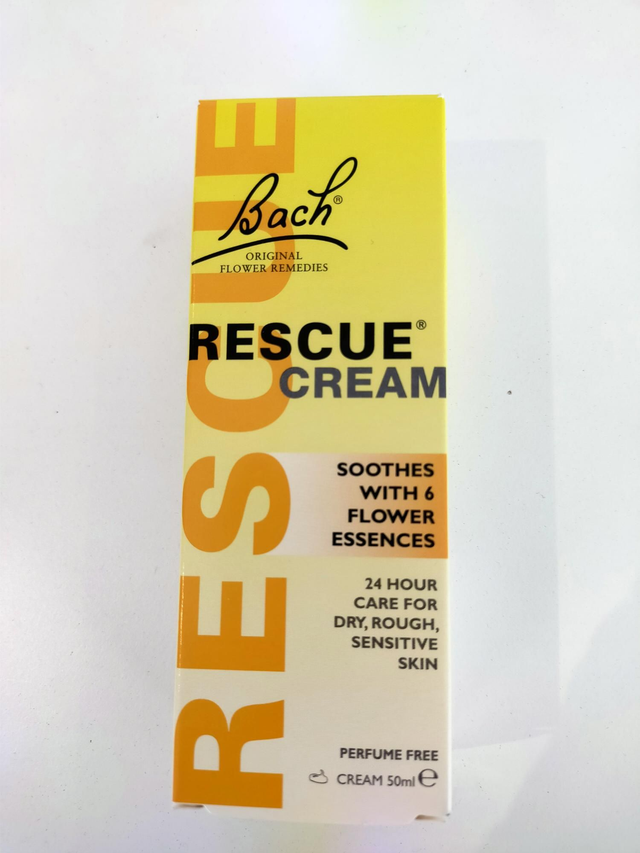 RESCUE
Bach®
ORIGINAL
FLOWER REMEDIES
RESCUE®
CREAM
SOOTHES
WITH 6
FLOWER
ESSENCES
24 HOUR
CARE FOR
DRY, ROUGH,
SENSITIVE
SKIN
PERFUME FREE
CREAM 50ml ℮